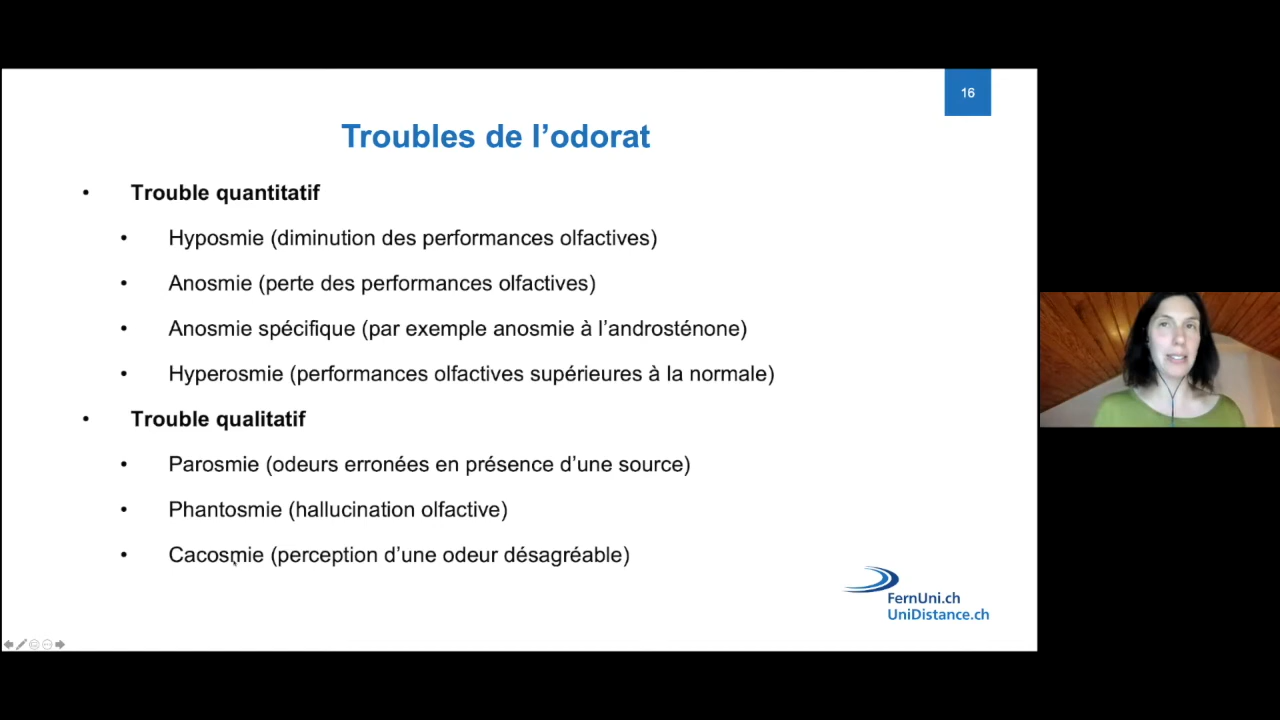 16
Troubles de l’odorat
• Trouble quantitatif
• Hyposmie (diminution des performances olfactives)
• Anosmie (perte des performances olfactives)
• Anosmie spécifique (par exemple anosmie à l’androsténone)
• Hyperosmie (performances olfactives supérieures à la normale)
• Trouble qualitatif
• Parosmie (odeurs erronées en présence d’une source)
• Phantosmie (hallucination olfactive)
• Cacosmie (perception d’une odeur désagréable)
FernUni.ch
UniDistance.ch